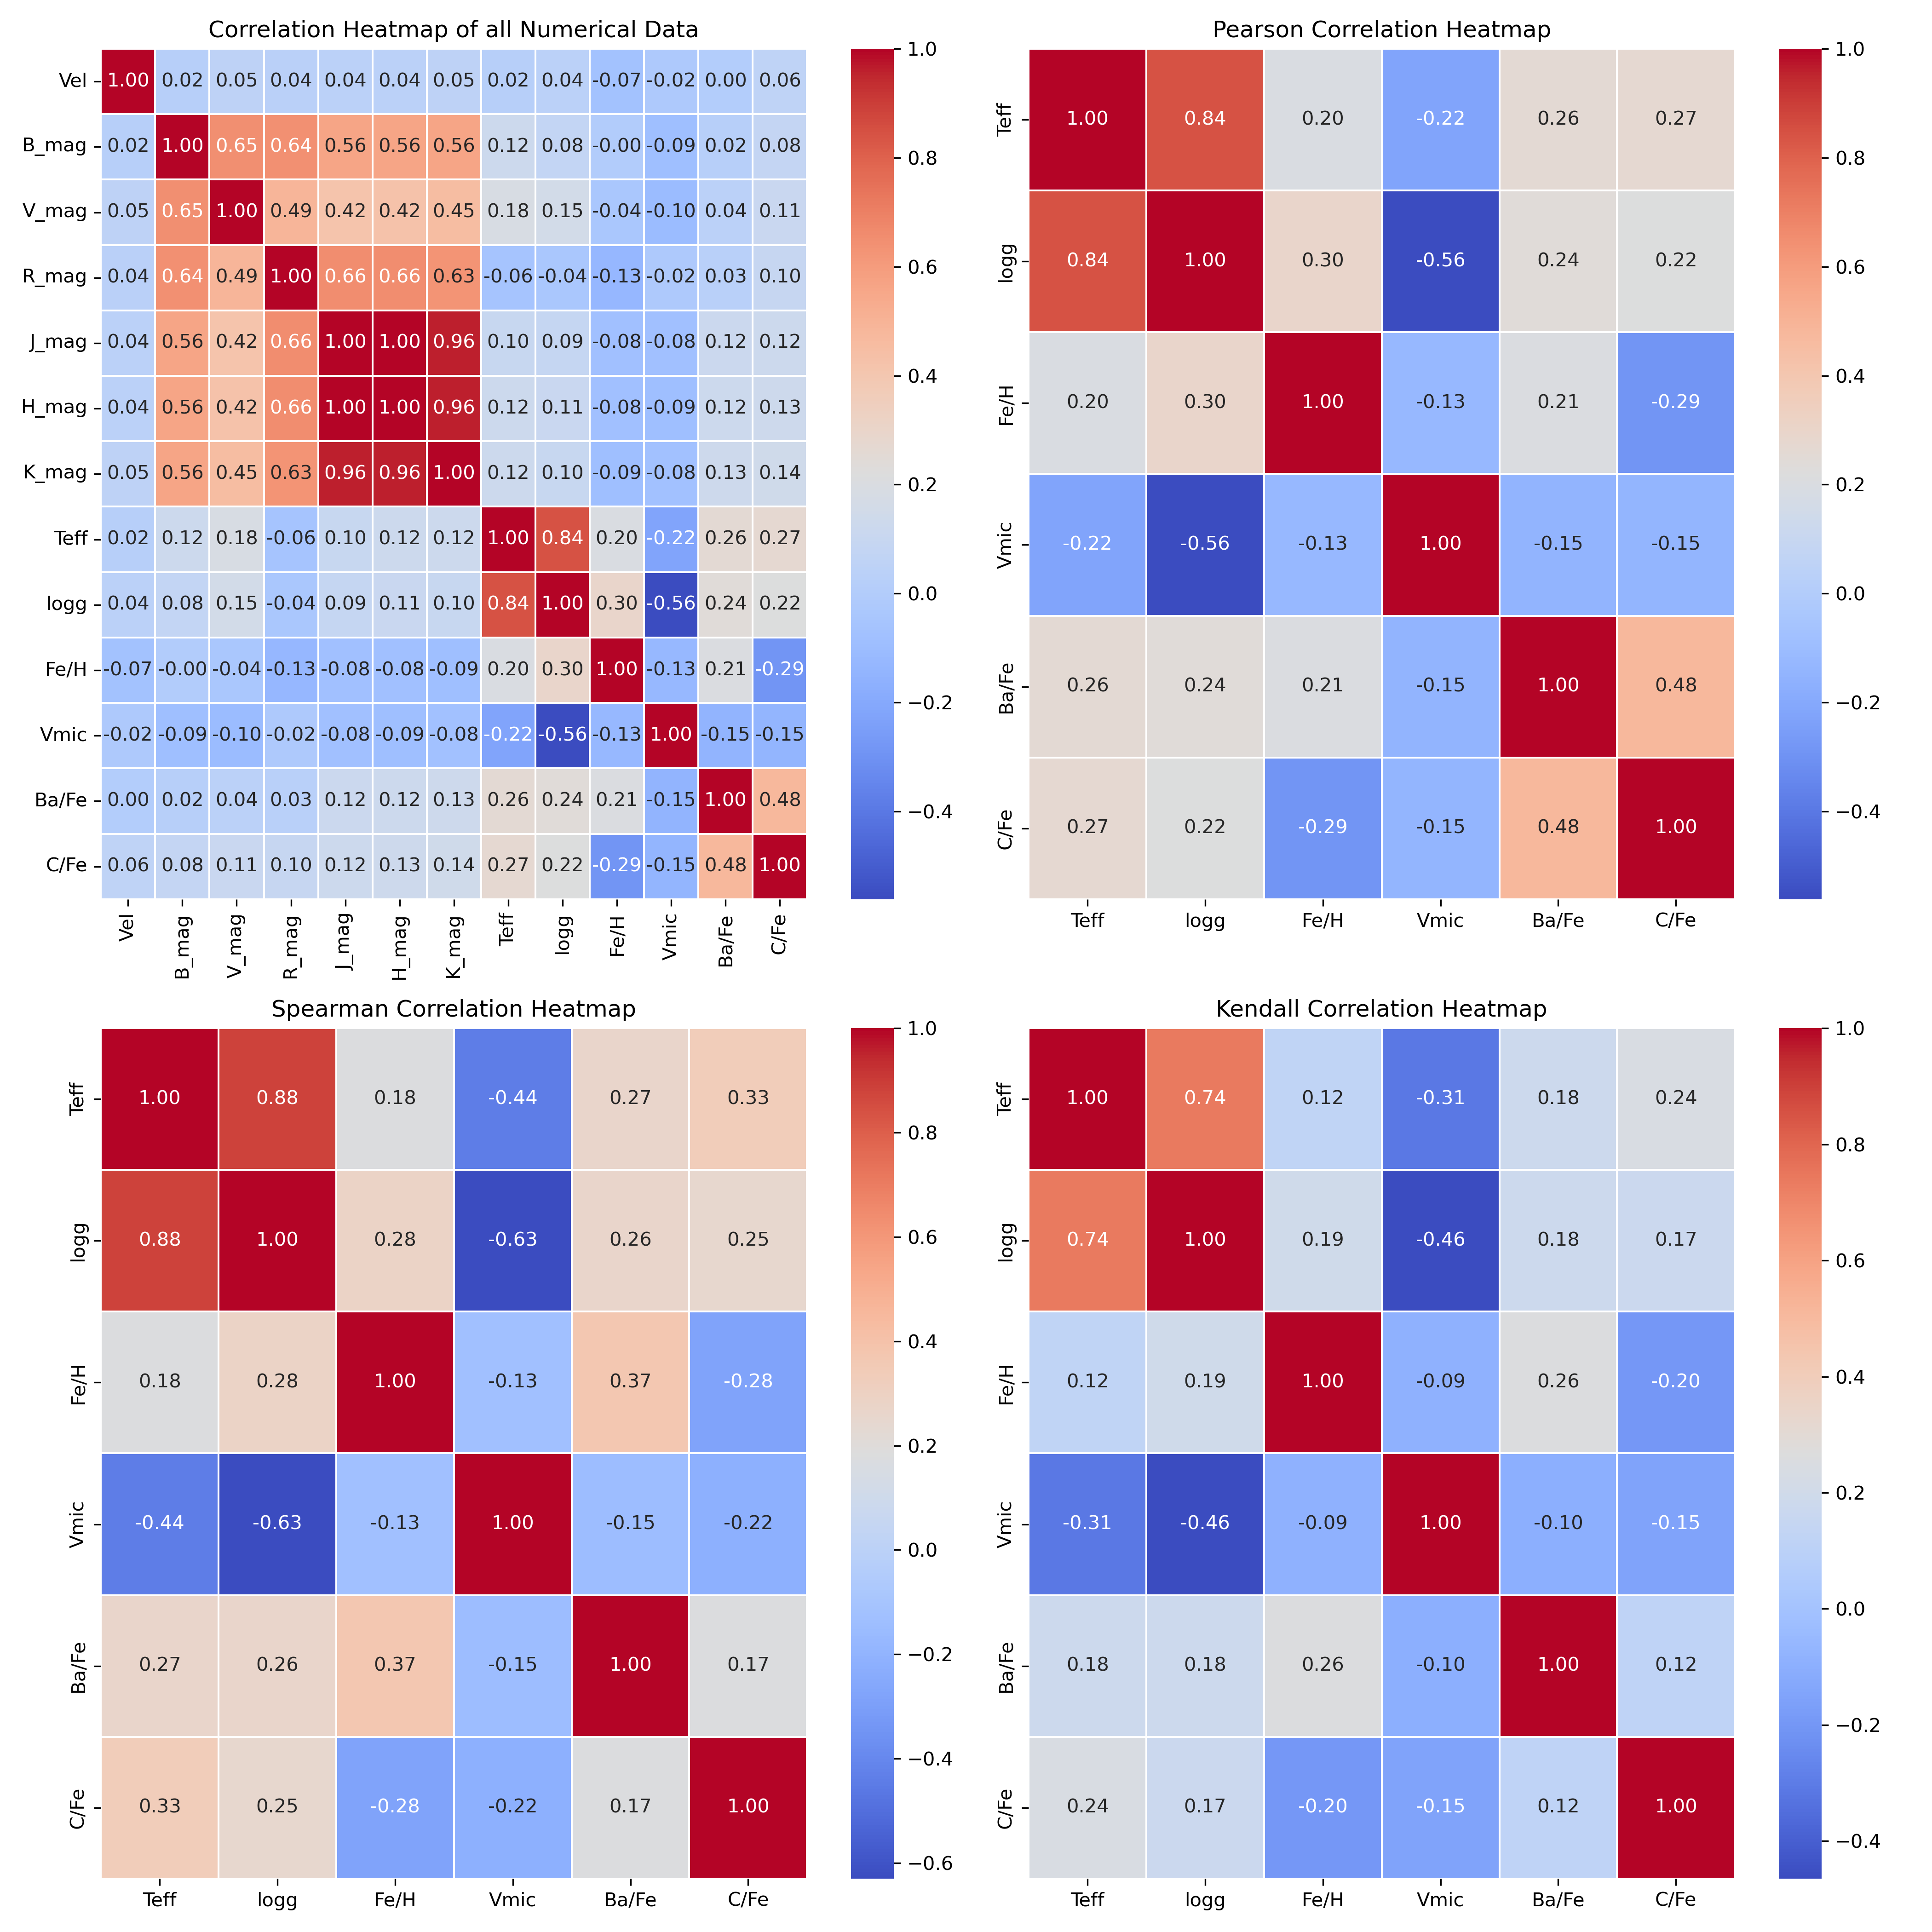 Correlation Heatmap of all Numerical Data
Vel 1.00 0.02 0.05 0.04 0.04 0.04 0.05 0.02 0.04 -0.07 -0.02 0.00 0.06
B_mag 0.02 1.00 0.65 0.64 0.56 0.56 0.56 0.12 0.08 -0.00 -0.09 0.02 0.08
V_mag 0.05 0.65 1.00 0.49 0.42 0.42 0.45 0.18 0.15 -0.04 -0.10 0.04 0.11
R_mag 0.04 0.64 0.49 1.00 0.66 0.66 0.63 -0.06 -0.04 -0.13 -0.02 0.03 0.10
J_mag 0.04 0.56 0.42 0.66 1.00 1.00 0.96 0.10 0.09 -0.08 -0.08 0.12 0.12
H_mag 0.04 0.56 0.42 0.66 1.00 1.00 0.96 0.12 0.11 -0.08 -0.09 0.12 0.13
K_mag 0.05 0.56 0.45 0.63 0.96 0.96 1.00 0.12 0.10 -0.09 -0.08 0.13 0.14
Teff 0.02 0.12 0.18 -0.06 0.10 0.12 0.12 1.00 0.84 0.20 -0.22 0.26 0.27
logg 0.04 0.08 0.15 -0.04 0.09 0.11 0.10 0.84 1.00 0.30 -0.56 0.24 0.22
Fe/H -0.07 -0.00 -0.04 -0.13 -0.08 -0.08 -0.09 0.20 0.30 1.00 -0.13 0.21 -0.29
Vmic -0.02 -0.09 -0.10 -0.02 -0.08 -0.09 -0.08 -0.22 -0.56 -0.13 1.00 -0.15 -0.15
Ba/Fe 0.00 0.02 0.04 0.03 0.12 0.12 0.13 0.26 0.24 0.21 -0.15 1.00 0.48
C/Fe 0.06 0.08 0.11 0.10 0.12 0.13 0.14 0.27 0.22 -0.29 -0.15 0.48 1.00
Vel B_mag V_mag R_mag J_mag H_mag K_mag Teff logg Fe/H Vmic Ba/Fe C/Fe
1.0
0.8
0.6
0.4
0.2
0.0
−0.2
−0.4
Pearson Correlation Heatmap
Teff 1.00 0.84 0.20 -0.22 0.26 0.27
logg 0.84 1.00 0.30 -0.56 0.24 0.22
Fe/H 0.20 0.30 1.00 -0.13 0.21 -0.29
Vmic -0.22 -0.56 -0.13 1.00 -0.15 -0.15
Ba/Fe 0.26 0.24 0.21 -0.15 1.00 0.48
C/Fe 0.27 0.22 -0.29 -0.15 0.48 1.00
Teff logg Fe/H Vmic Ba/Fe C/Fe
1.0
0.8
0.6
0.4
0.2
0.0
−0.2
−0.4
Spearman Correlation Heatmap
Teff 1.00 0.88 0.18 -0.44 0.27 0.33
logg 0.88 1.00 0.28 -0.63 0.26 0.25
Fe/H 0.18 0.28 1.00 -0.13 0.37 -0.28
Vmic -0.44 -0.63 -0.13 1.00 -0.15 -0.22
Ba/Fe 0.27 0.26 0.37 -0.15 1.00 0.17
C/Fe 0.33 0.25 -0.28 -0.22 0.17 1.00
Teff logg Fe/H Vmic Ba/Fe C/Fe
1.0
0.8
0.6
0.4
0.2
0.0
−0.2
−0.4
−0.6
Kendall Correlation Heatmap
Teff 1.00 0.74 0.12 -0.31 0.18 0.24
logg 0.74 1.00 0.19 -0.46 0.18 0.17
Fe/H 0.12 0.19 1.00 -0.09 0.26 -0.20
Vmic -0.31 -0.46 -0.09 1.00 -0.10 -0.15
Ba/Fe 0.18 0.18 0.26 -0.10 1.00 0.12
C/Fe 0.24 0.17 -0.20 -0.15 0.12 1.00
Teff logg Fe/H Vmic Ba/Fe C/Fe
1.0
0.8
0.6
0.4
0.2
0.0
−0.2
−0.4